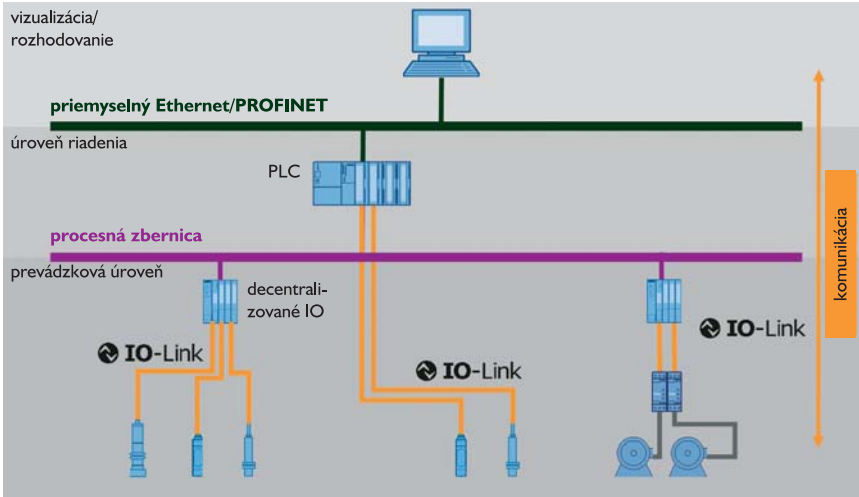 vizualizácia/
rozhodovanie
priemyselný Ethernet/PROFINET
úroveň riadenia
PLC
komunikácia
procesná zbernica
prevádzková úroveň
decentrali-
zované IO
IO-Link
IO-Link
IO-Link